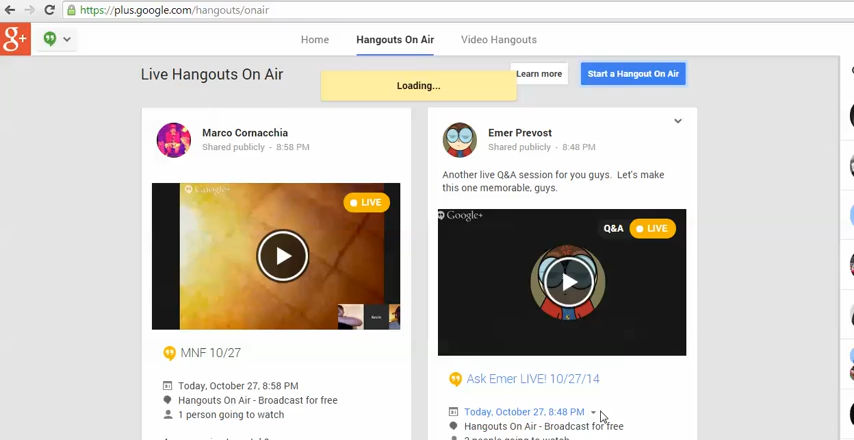 https://plus.google.com/hangouts/onair
g+
Home
Hangouts On Air
Video Hangouts
Live Hangouts On Air
Loading...
Learn more
Start a Hangout On Air
Marco Cornacchia
Shared publicly - 8:58 PM
Google+
LIVE
MNF 10/27
Today, October 27, 8:58 PM
Hangouts On Air - Broadcast for free
1 person going to watch
Emer Prevost
Shared publicly - 8:48 PM
Another live Q&A session for you guys. Let's make
this one memorable, guys.
Google+
Q&A
LIVE
Ask Emer LIVE! 10/27/14
Today, October 27, 8:48 PM
Hangouts On Air - Broadcast for free